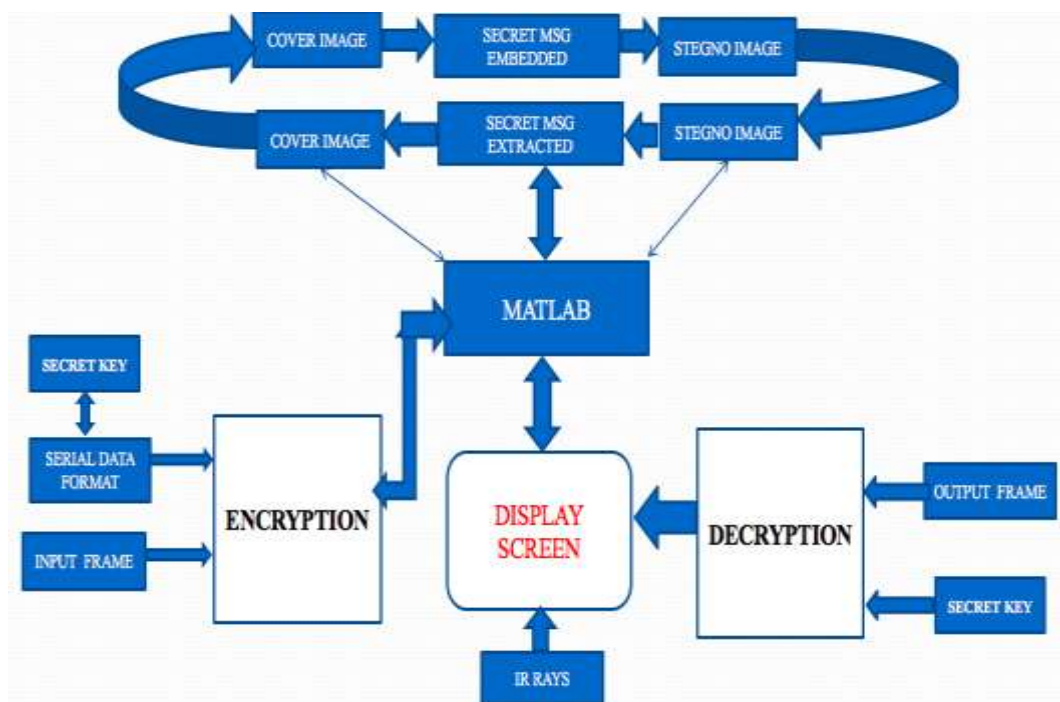 COVER IMAGE
SECRET MSG
EMBEDDED
STEGNO IMAGE
COVER IMAGE
SECRET MSG
EXTRACTED
STEGNO IMAGE
MATLAB
SECRET KEY
SERIAL DATA
FORMAT
INPUT FRAME
ENCRYPTION
DISPLAY
SCREEN
DECRYPTION
OUTPUT FRAME
SECRET KEY
IR RAYS